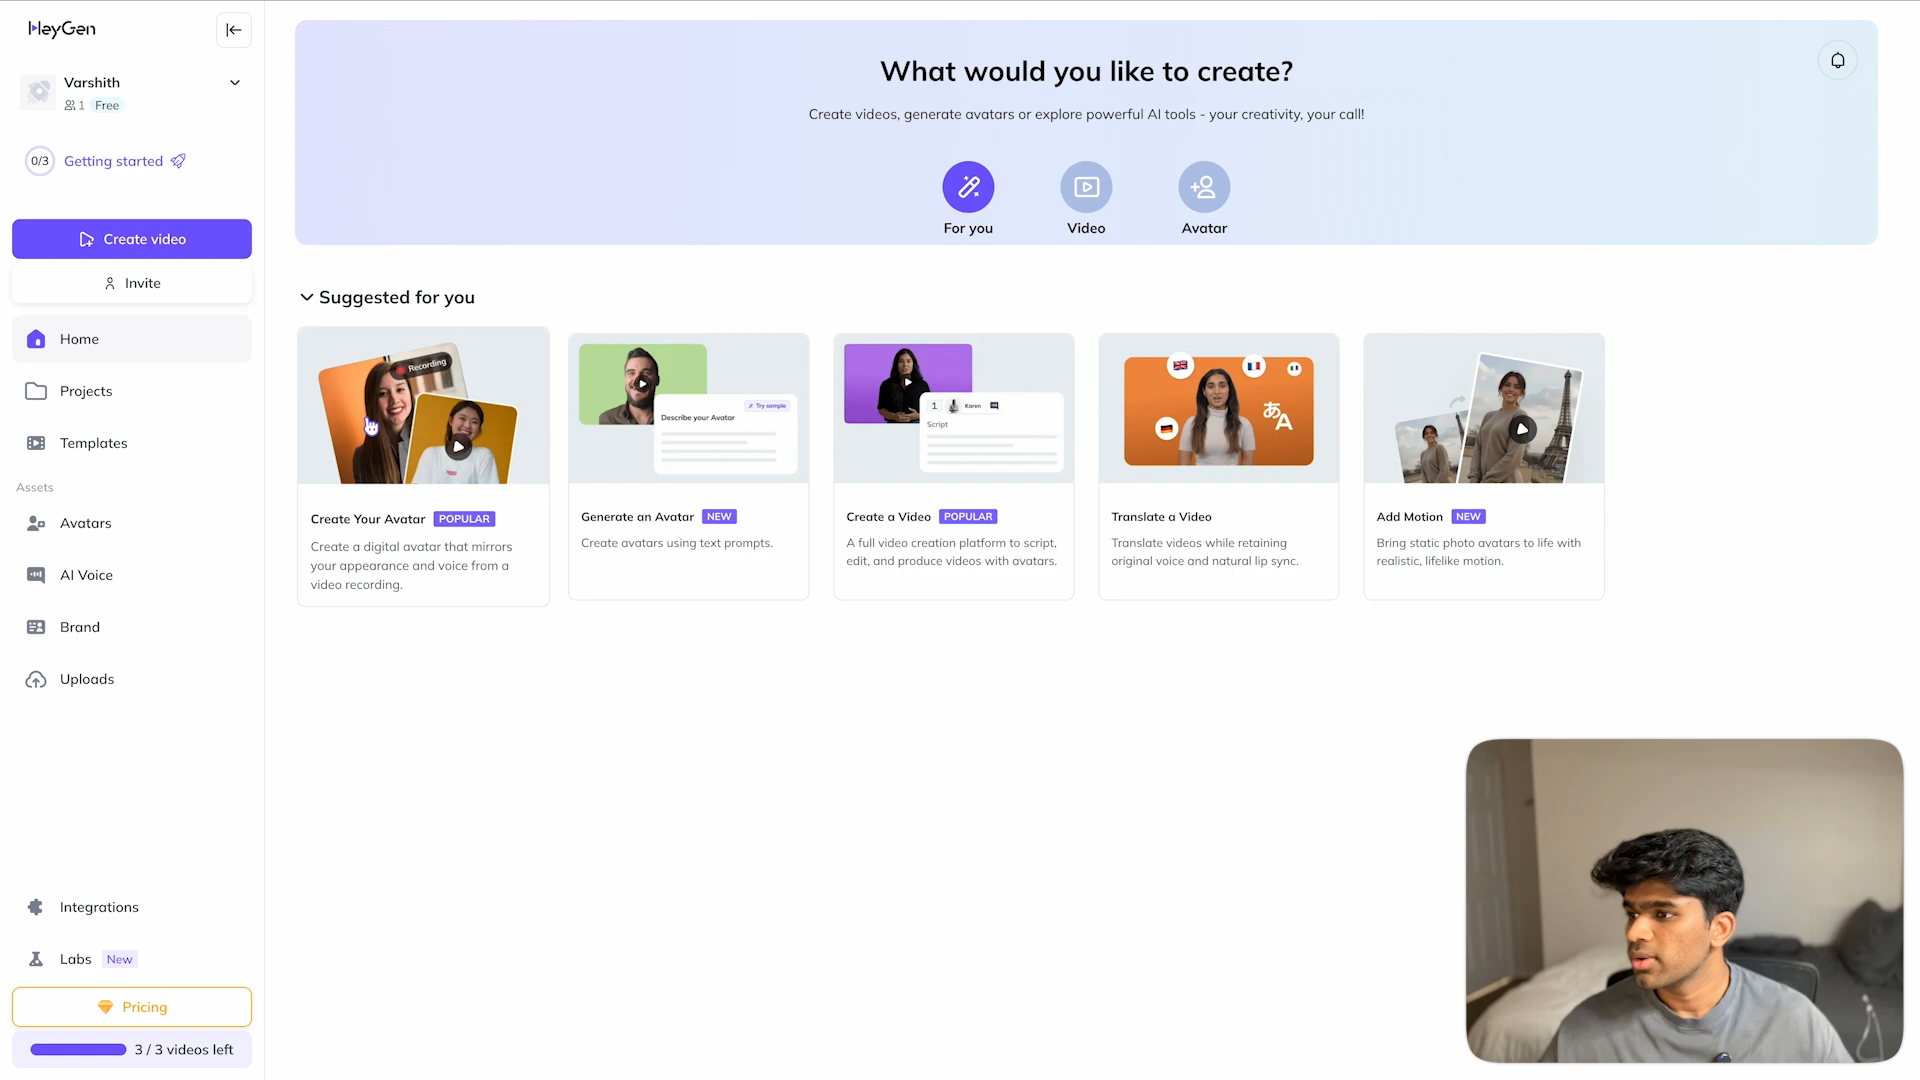 HeyGen
Varshith
1 Free
0/3 Getting started
Create video
Invite
Home
Projects
Templates
Assets
Avatars
AI Voice
Brand
Uploads
Integrations
Labs New
Pricing
3 / 3 videos left
What would you like to create?
Create videos, generate avatars or explore powerful AI tools - your creativity, your call!
For you
Video
Avatar
Suggested for you
Recording
Create Your Avatar POPULAR
Create a digital avatar that mirrors
your appearance and voice from a
video recording.
Try sample
Describe your Avatar
Generate an Avatar NEW
Create avatars using text prompts.
1 Karen
Script
Create a Video POPULAR
A full video creation platform to script,
edit, and produce videos with avatars.
あA
Translate a Video
Translate videos while retaining
original voice and natural lip sync.
Add Motion NEW
Bring static photo avatars to life with
realistic, lifelike motion.